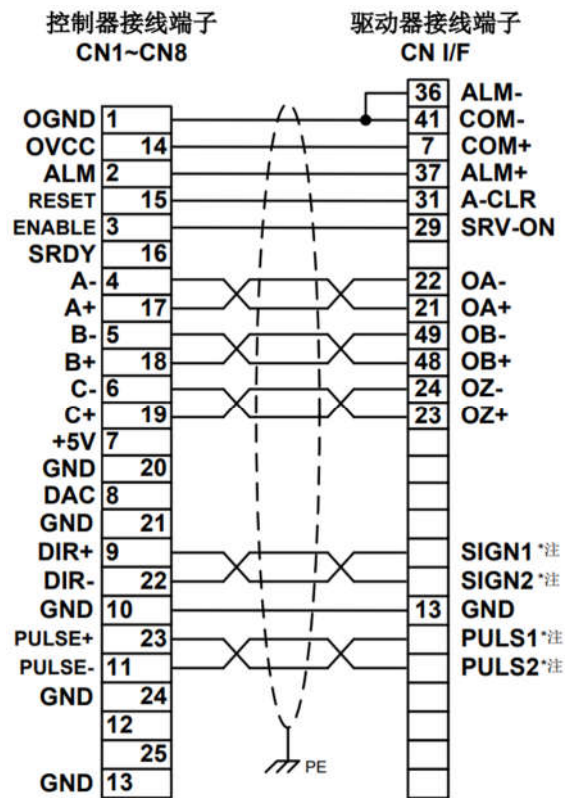 控制器接线端子
CN1~CN8
驱动器接线端子
CN I/F
36 ALM-
OGND 1 41 COM-
OVCC 14 7 COM+
ALM 2 37 ALM+
RESET 15 31 A-CLR
ENABLE 3 29 SRV-ON
SRDY 16
A- 4 22 OA-
A+ 17 21 OA+
B- 5 49 OB-
B+ 18 48 OB+
C- 6 24 OZ-
C+ 19 23 OZ+
+5V 7
GND 20
DAC 8
GND 21
DIR+ 9 SIGN1 *注
DIR- 22 SIGN2 *注
GND 10 13 GND
PULSE+ 23 PULS1 *注
PULSE- 11 PULS2 *注
GND 24
12
25
PE
GND 13